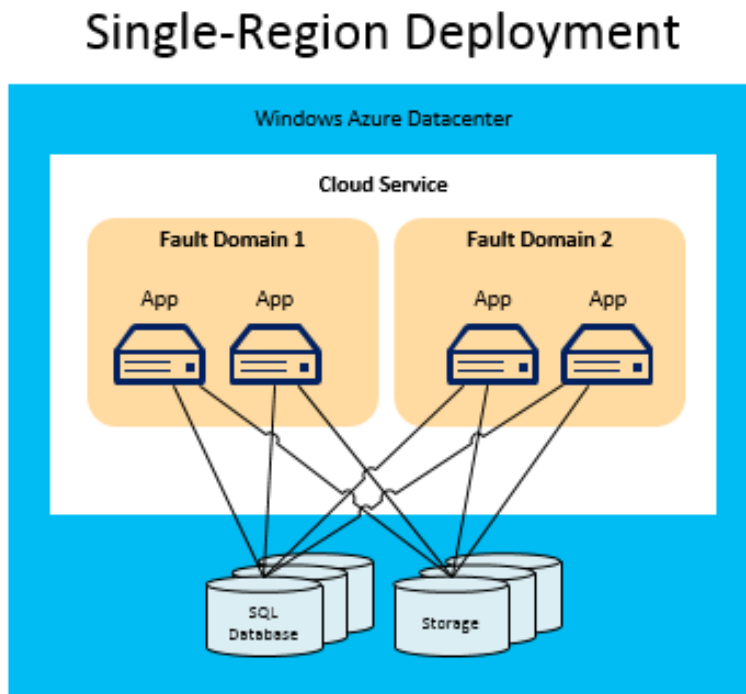 Single-Region Deployment
Windows Azure Datacenter
Cloud Service
Fault Domain 1
Fault Domain 2
App
App
App
App
SQL
Database
Storage